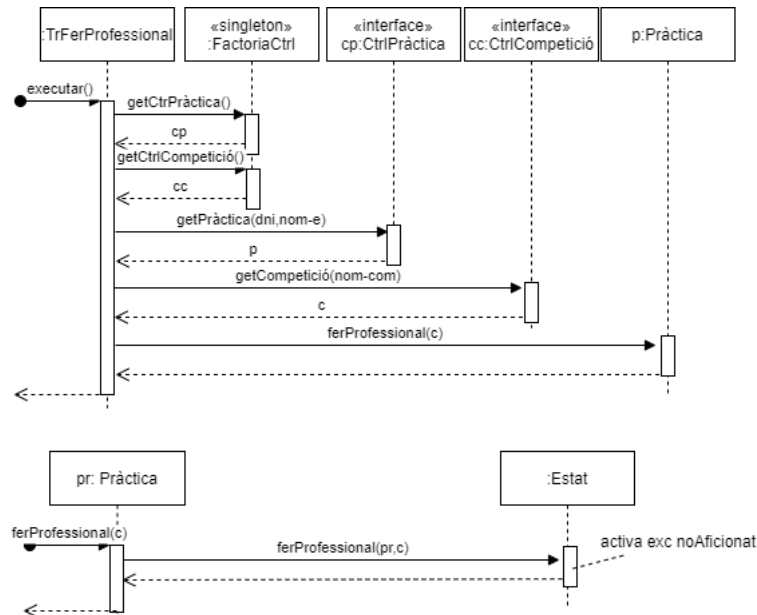 :TrFerProfessional
«singleton»
:FactoriaCtrl
«interface»
cp:CtrlPràctica
«interface»
cc:CtrlCompetició
p:Pràctica
executar()
getCtrPràctica()
cp
getCtrlCompetició()
cc
getPràctica(dni,nom-e)
p
getCompetició(nom-com)
c
ferProfessional(c)
pr: Pràctica
:Estat
ferProfessional(c)
ferProfessional(pr,c)
activa exc noAficionat